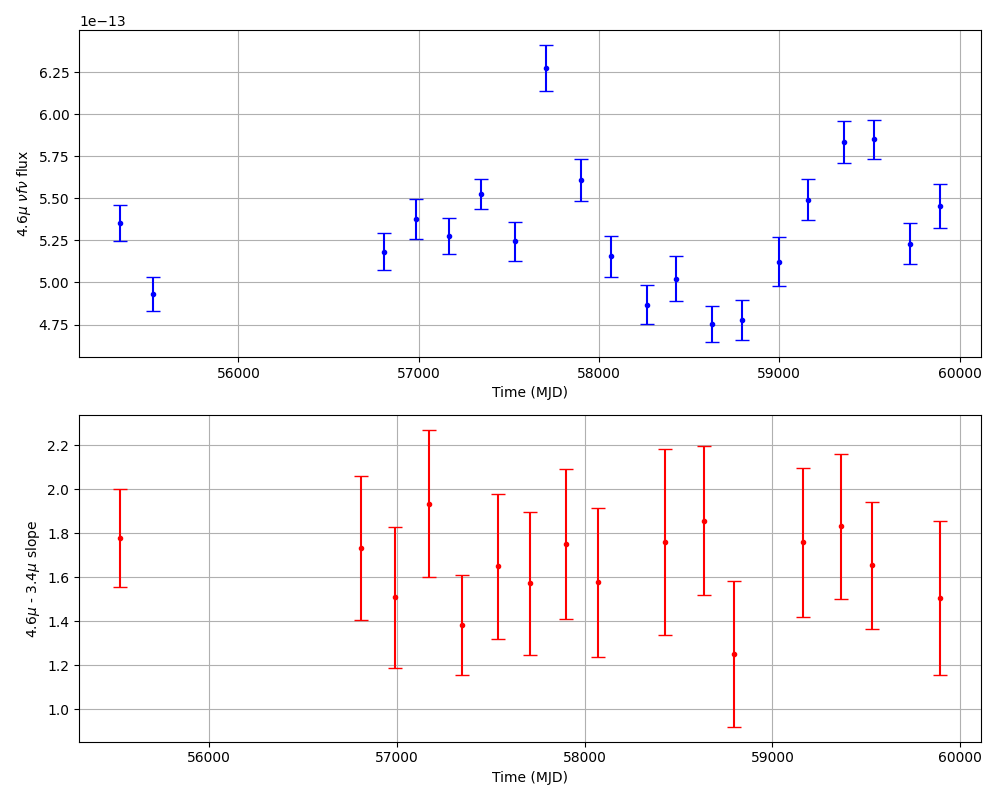 1e−13
6.25
6.00
5.75
5.50
5.25
5.00
4.75
4.6μ νfν flux
56000 57000 58000 59000 60000
Time (MJD)
2.2
2.0
1.8
1.6
1.4
1.2
1.0
4.6μ - 3.4μ slope
56000 57000 58000 59000 60000
Time (MJD)